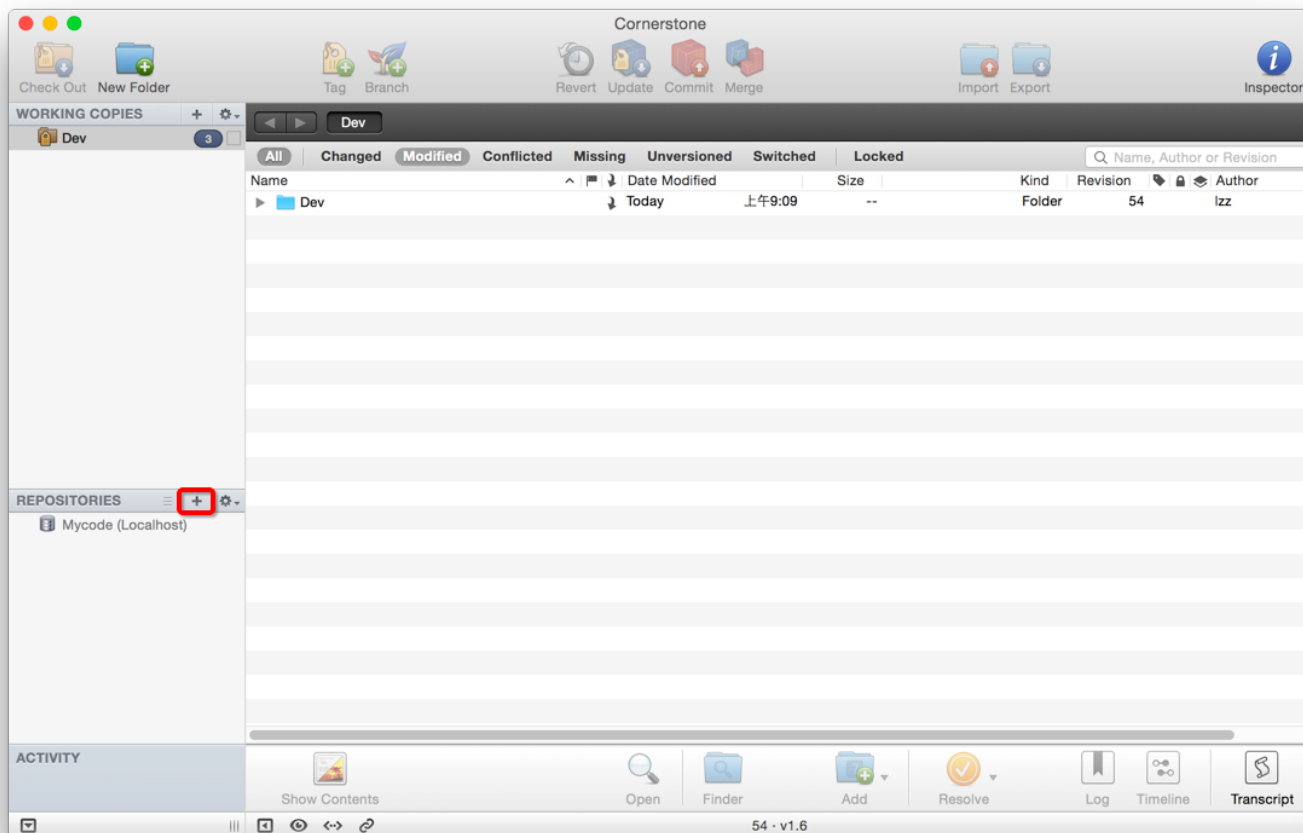 Cornerstone
Check Out New Folder Tag Branch Revert Update Commit Merge Import Export Inspector
WORKING COPIES
Dev 3
Dev
All Changed Modified Conflicted Missing Unversioned Switched Locked Name, Author or Revision
Name Date Modified Size Kind Revision Author
Dev Today 上午9:09 -- Folder 54 lzz
REPOSITORIES
Mycode (Localhost)
ACTIVITY
Show Contents Open Finder Add Resolve Log Timeline Transcript
54 · v1.6